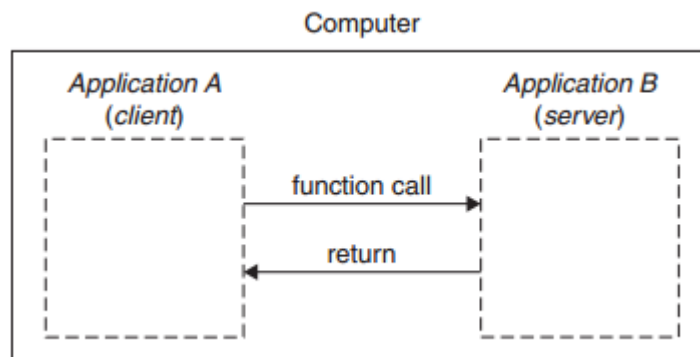 Computer
Application A
(client)
Application B
(server)
function call
return